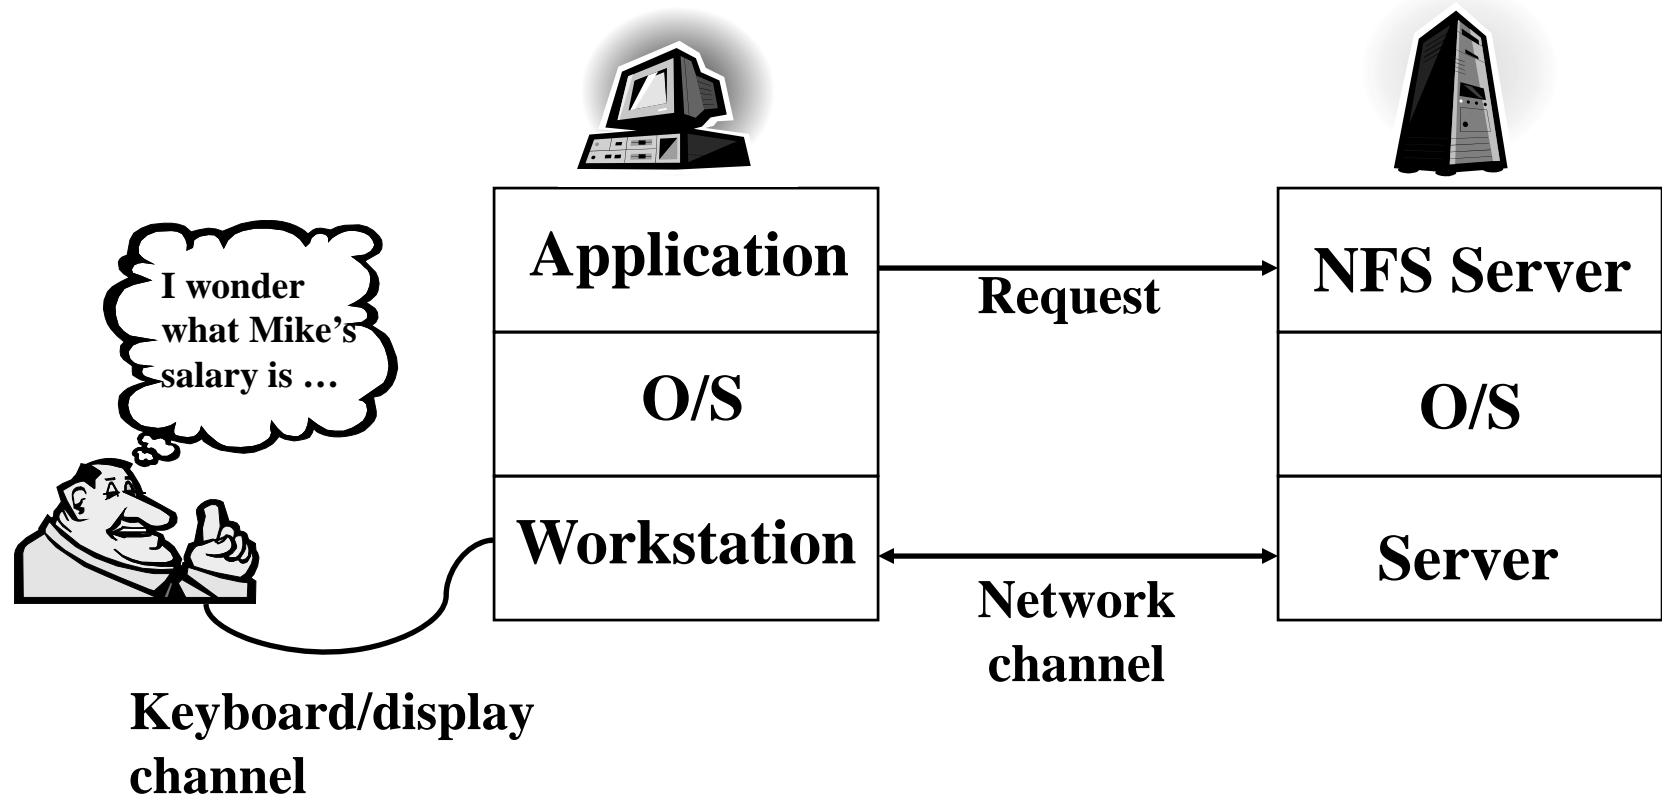 I wonder
what Mike’s
salary is …
Application
Request
NFS Server
O/S
O/S
Workstation
Server
Network
channel
Keyboard/display
channel